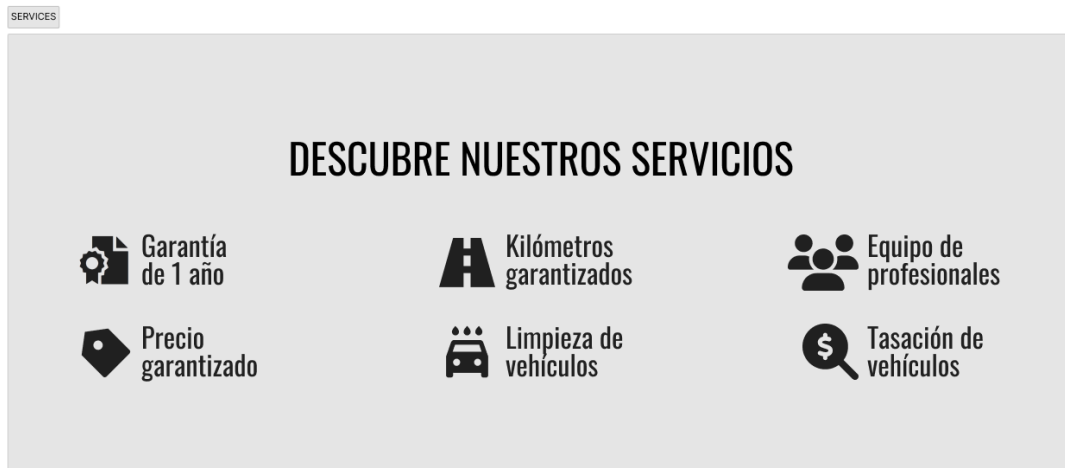 SERVICES
DESCUBRE NUESTROS SERVICIOS
Garantía
de 1 año
Kilómetros
garantizados
Equipo de
profesionales
Precio
garantizado
Limpieza de
vehículos
$
Tasación de
vehículos